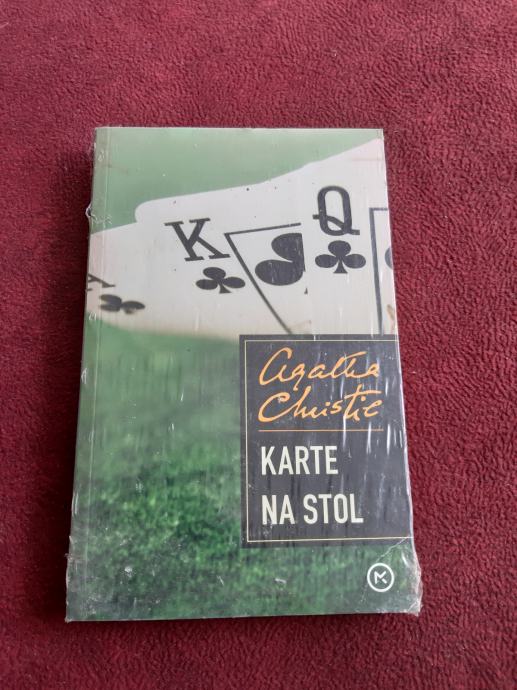 A
K
Q
Agatha
Christie
KARTE
NA STOL
M